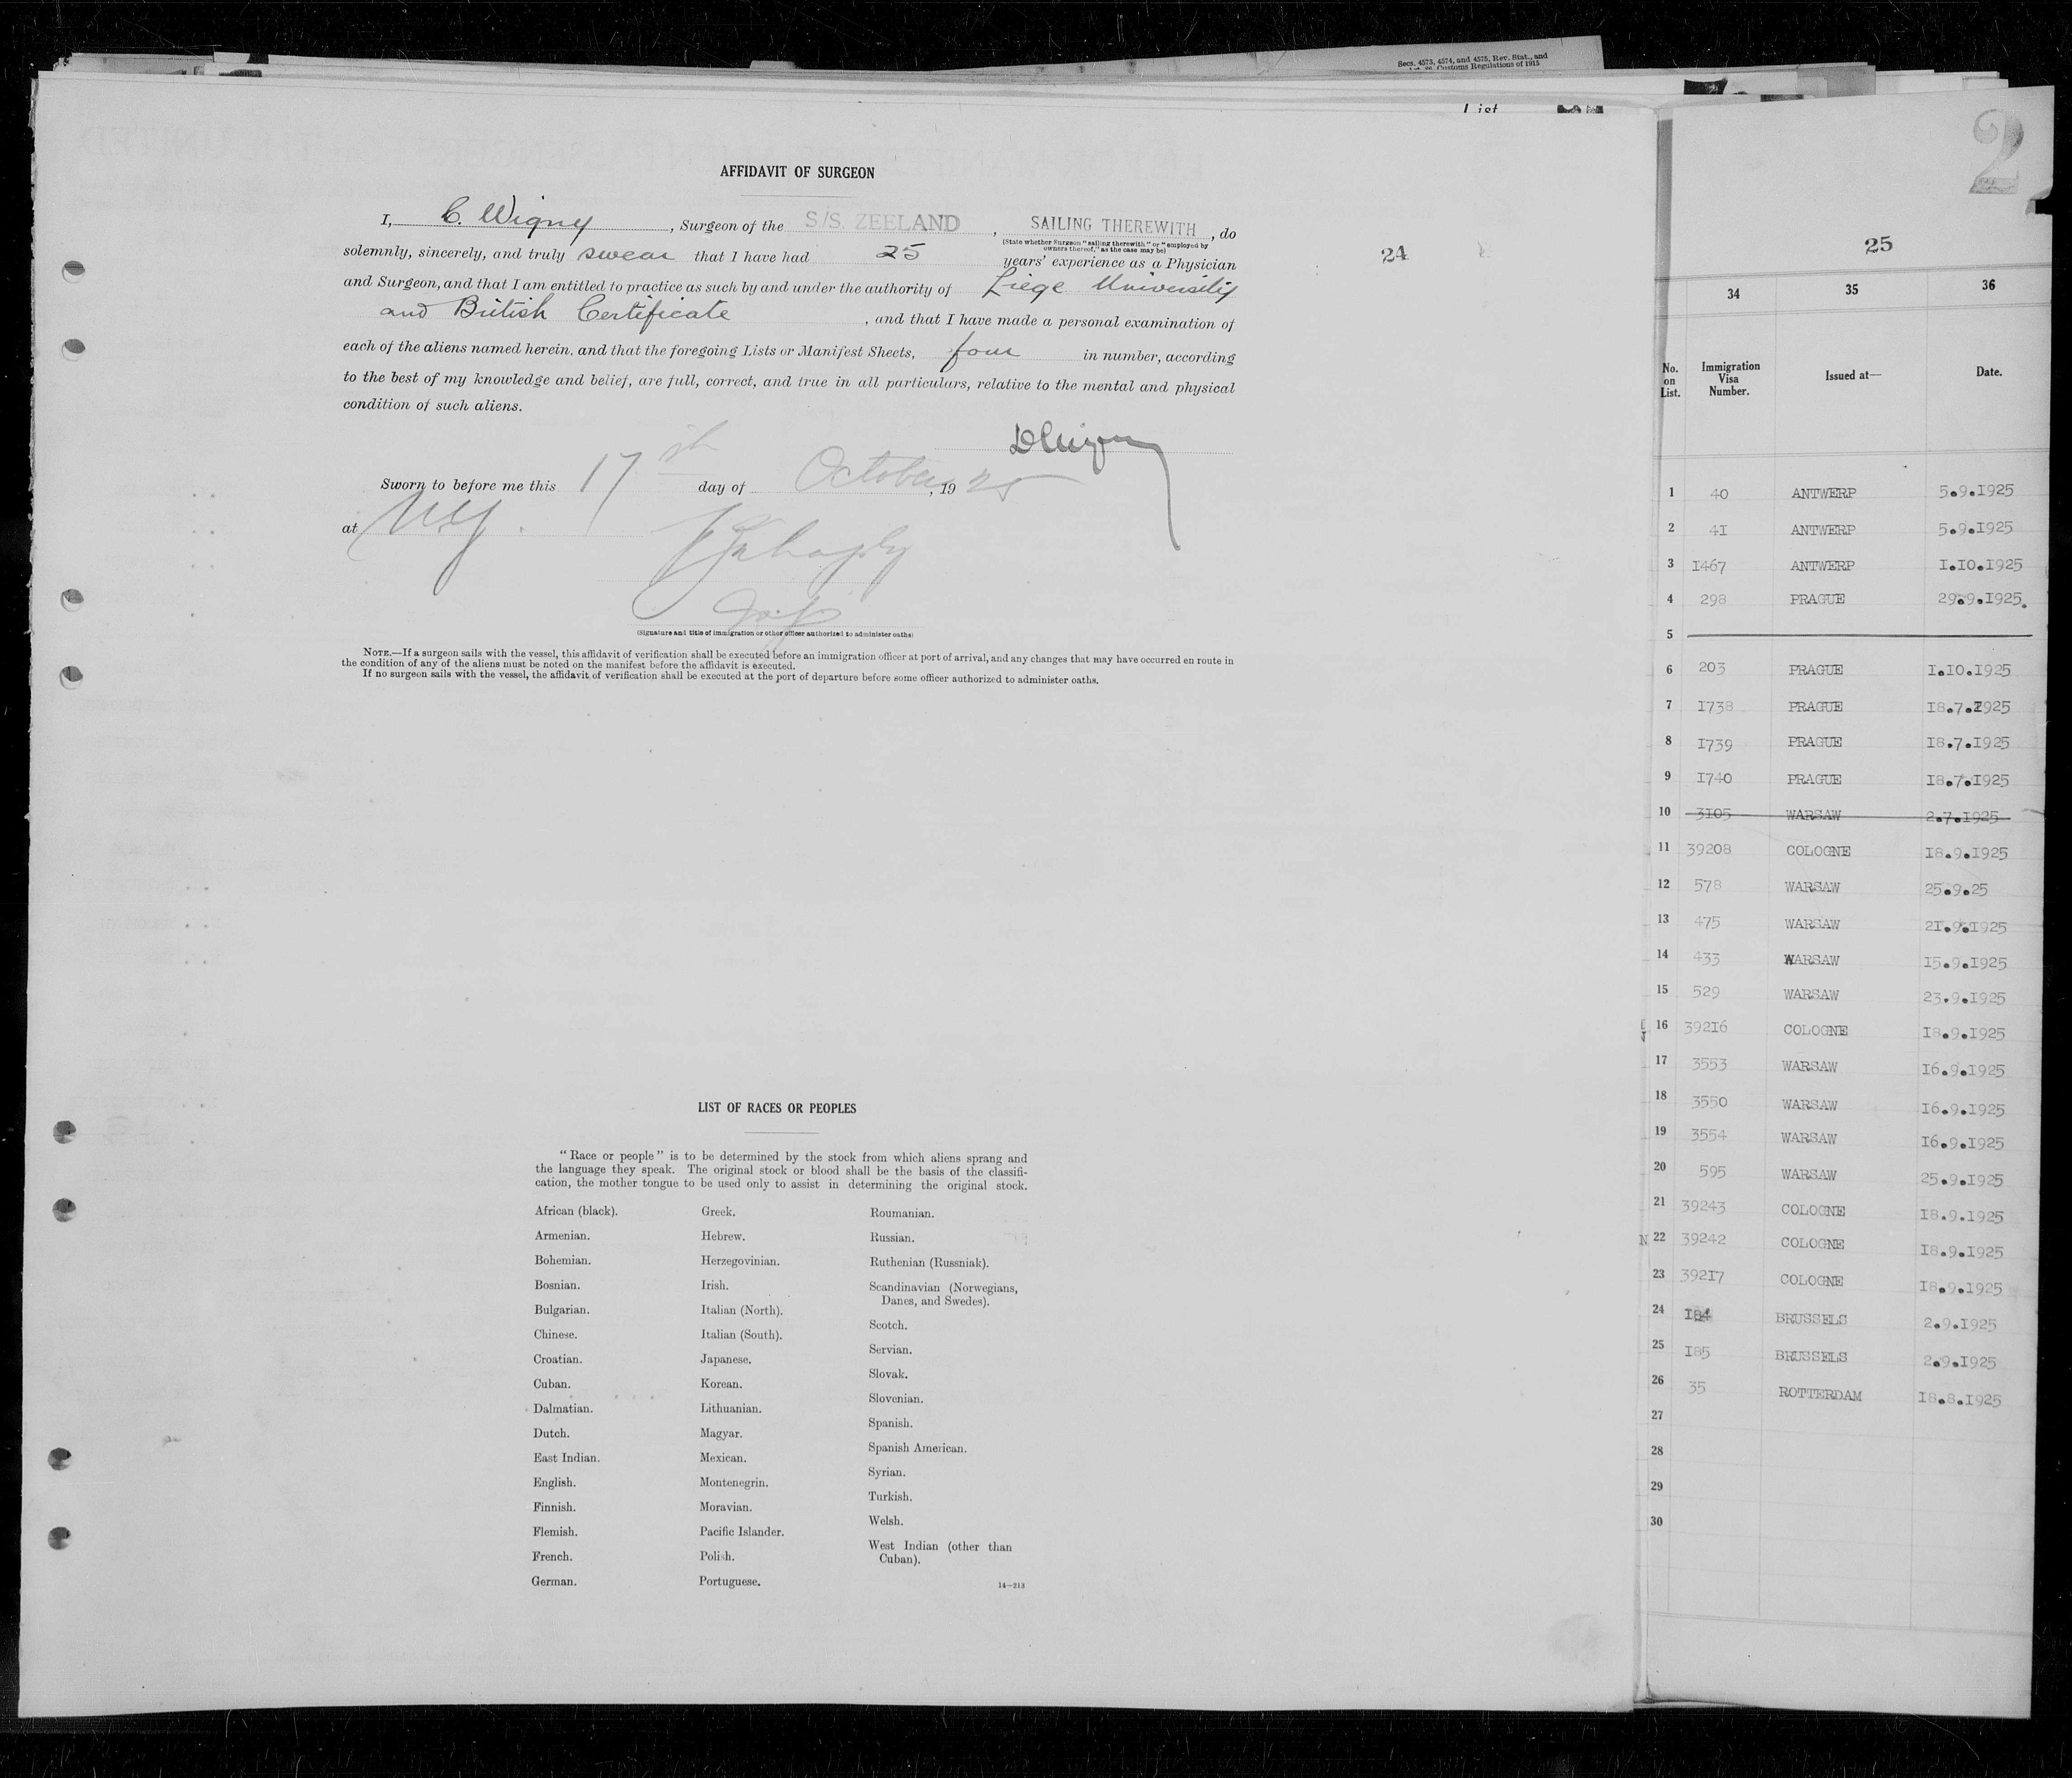 Secs. 4573, 4574, and 4575, Rev. Stat., and
Customs Regulations of 1915
List
2
AFFIDAVIT OF SURGEON
I, C. Wigny, Surgeon of the S/S. ZEELAND, SAILING THEREWITH, do
(State whether Surgeon "sailing therewith" or "employed by
owners thereof," as the case may be)
solemnly, sincerely, and truly swear that I have had 25 years' experience as a Physician
and Surgeon, and that I am entitled to practice as such by and under the authority of Liege University
and British Certificate, and that I have made a personal examination of
each of the aliens named herein, and that the foregoing Lists or Manifest Sheets, four in number, according
to the best of my knowledge and belief, are full, correct, and true in all particulars, relative to the mental and physical
condition of such aliens.
Sworn to before me this 17th day of October, 1925
at NY.
(Signature and title of immigration or other officer authorized to administer oaths)
NOTE.—If a surgeon sails with the vessel, this affidavit of verification shall be executed before an immigration officer at port of arrival, and any changes that may have occurred en route in
the condition of any of the aliens must be noted on the manifest before the affidavit is executed.
If no surgeon sails with the vessel, the affidavit of verification shall be executed at the port of departure before some officer authorized to administer oaths.
24
LIST OF RACES OR PEOPLES
"Race or people" is to be determined by the stock from which aliens sprang and
the language they speak. The original stock or blood shall be the basis of the classifi-
cation, the mother tongue to be used only to assist in determining the original stock.
African (black).
Armenian.
Bohemian.
Bosnian.
Bulgarian.
Chinese.
Croatian.
Cuban.
Dalmatian.
Dutch.
East Indian.
English.
Finnish.
Flemish.
French.
German.
Greek.
Hebrew.
Herzegovinian.
Irish.
Italian (North).
Italian (South).
Japanese.
Korean.
Lithuanian.
Magyar.
Mexican.
Montenegrin.
Moravian.
Pacific Islander.
Polish.
Portuguese.
Roumanian.
Russian.
Ruthenian (Russniak).
Scandinavian (Norwegians,
Danes, and Swedes).
Scotch.
Servian.
Slovak.
Slovenian.
Spanish.
Spanish American.
Syrian.
Turkish.
Welsh.
West Indian (other than
Cuban).
14—213
25
34 35 36
No. on List. Immigration Visa Number. Issued at— Date.
1 40 ANTWERP 5.9.1925
2 41 ANTWERP 5.9.1925
3 1467 ANTWERP 1.10.1925
4 298 PRAGUE 29.9.1925.
5
6 203 PRAGUE 1.10.1925
7 1738 PRAGUE 18.7.1925
8 1739 PRAGUE 18.7.1925
9 1740 PRAGUE 18.7.1925
10 3105 WARSAW 2.7.1925
11 39208 COLOGNE 18.9.1925
12 578 WARSAW 25.9.25
13 475 WARSAW 21.9.1925
14 433 WARSAW 15.9.1925
15 529 WARSAW 23.9.1925
16 39216 COLOGNE 18.9.1925
17 3553 WARSAW 16.9.1925
18 3550 WARSAW 16.9.1925
19 3554 WARSAW 16.9.1925
20 595 WARSAW 25.9.1925
21 39243 COLOGNE 18.9.1925
22 39242 COLOGNE 18.9.1925
23 39217 COLOGNE 18.9.1925
24 184 BRUSSELS 2.9.1925
25 185 BRUSSELS 2.9.1925
26 35 ROTTERDAM 18.8.1925
27
28
29
30